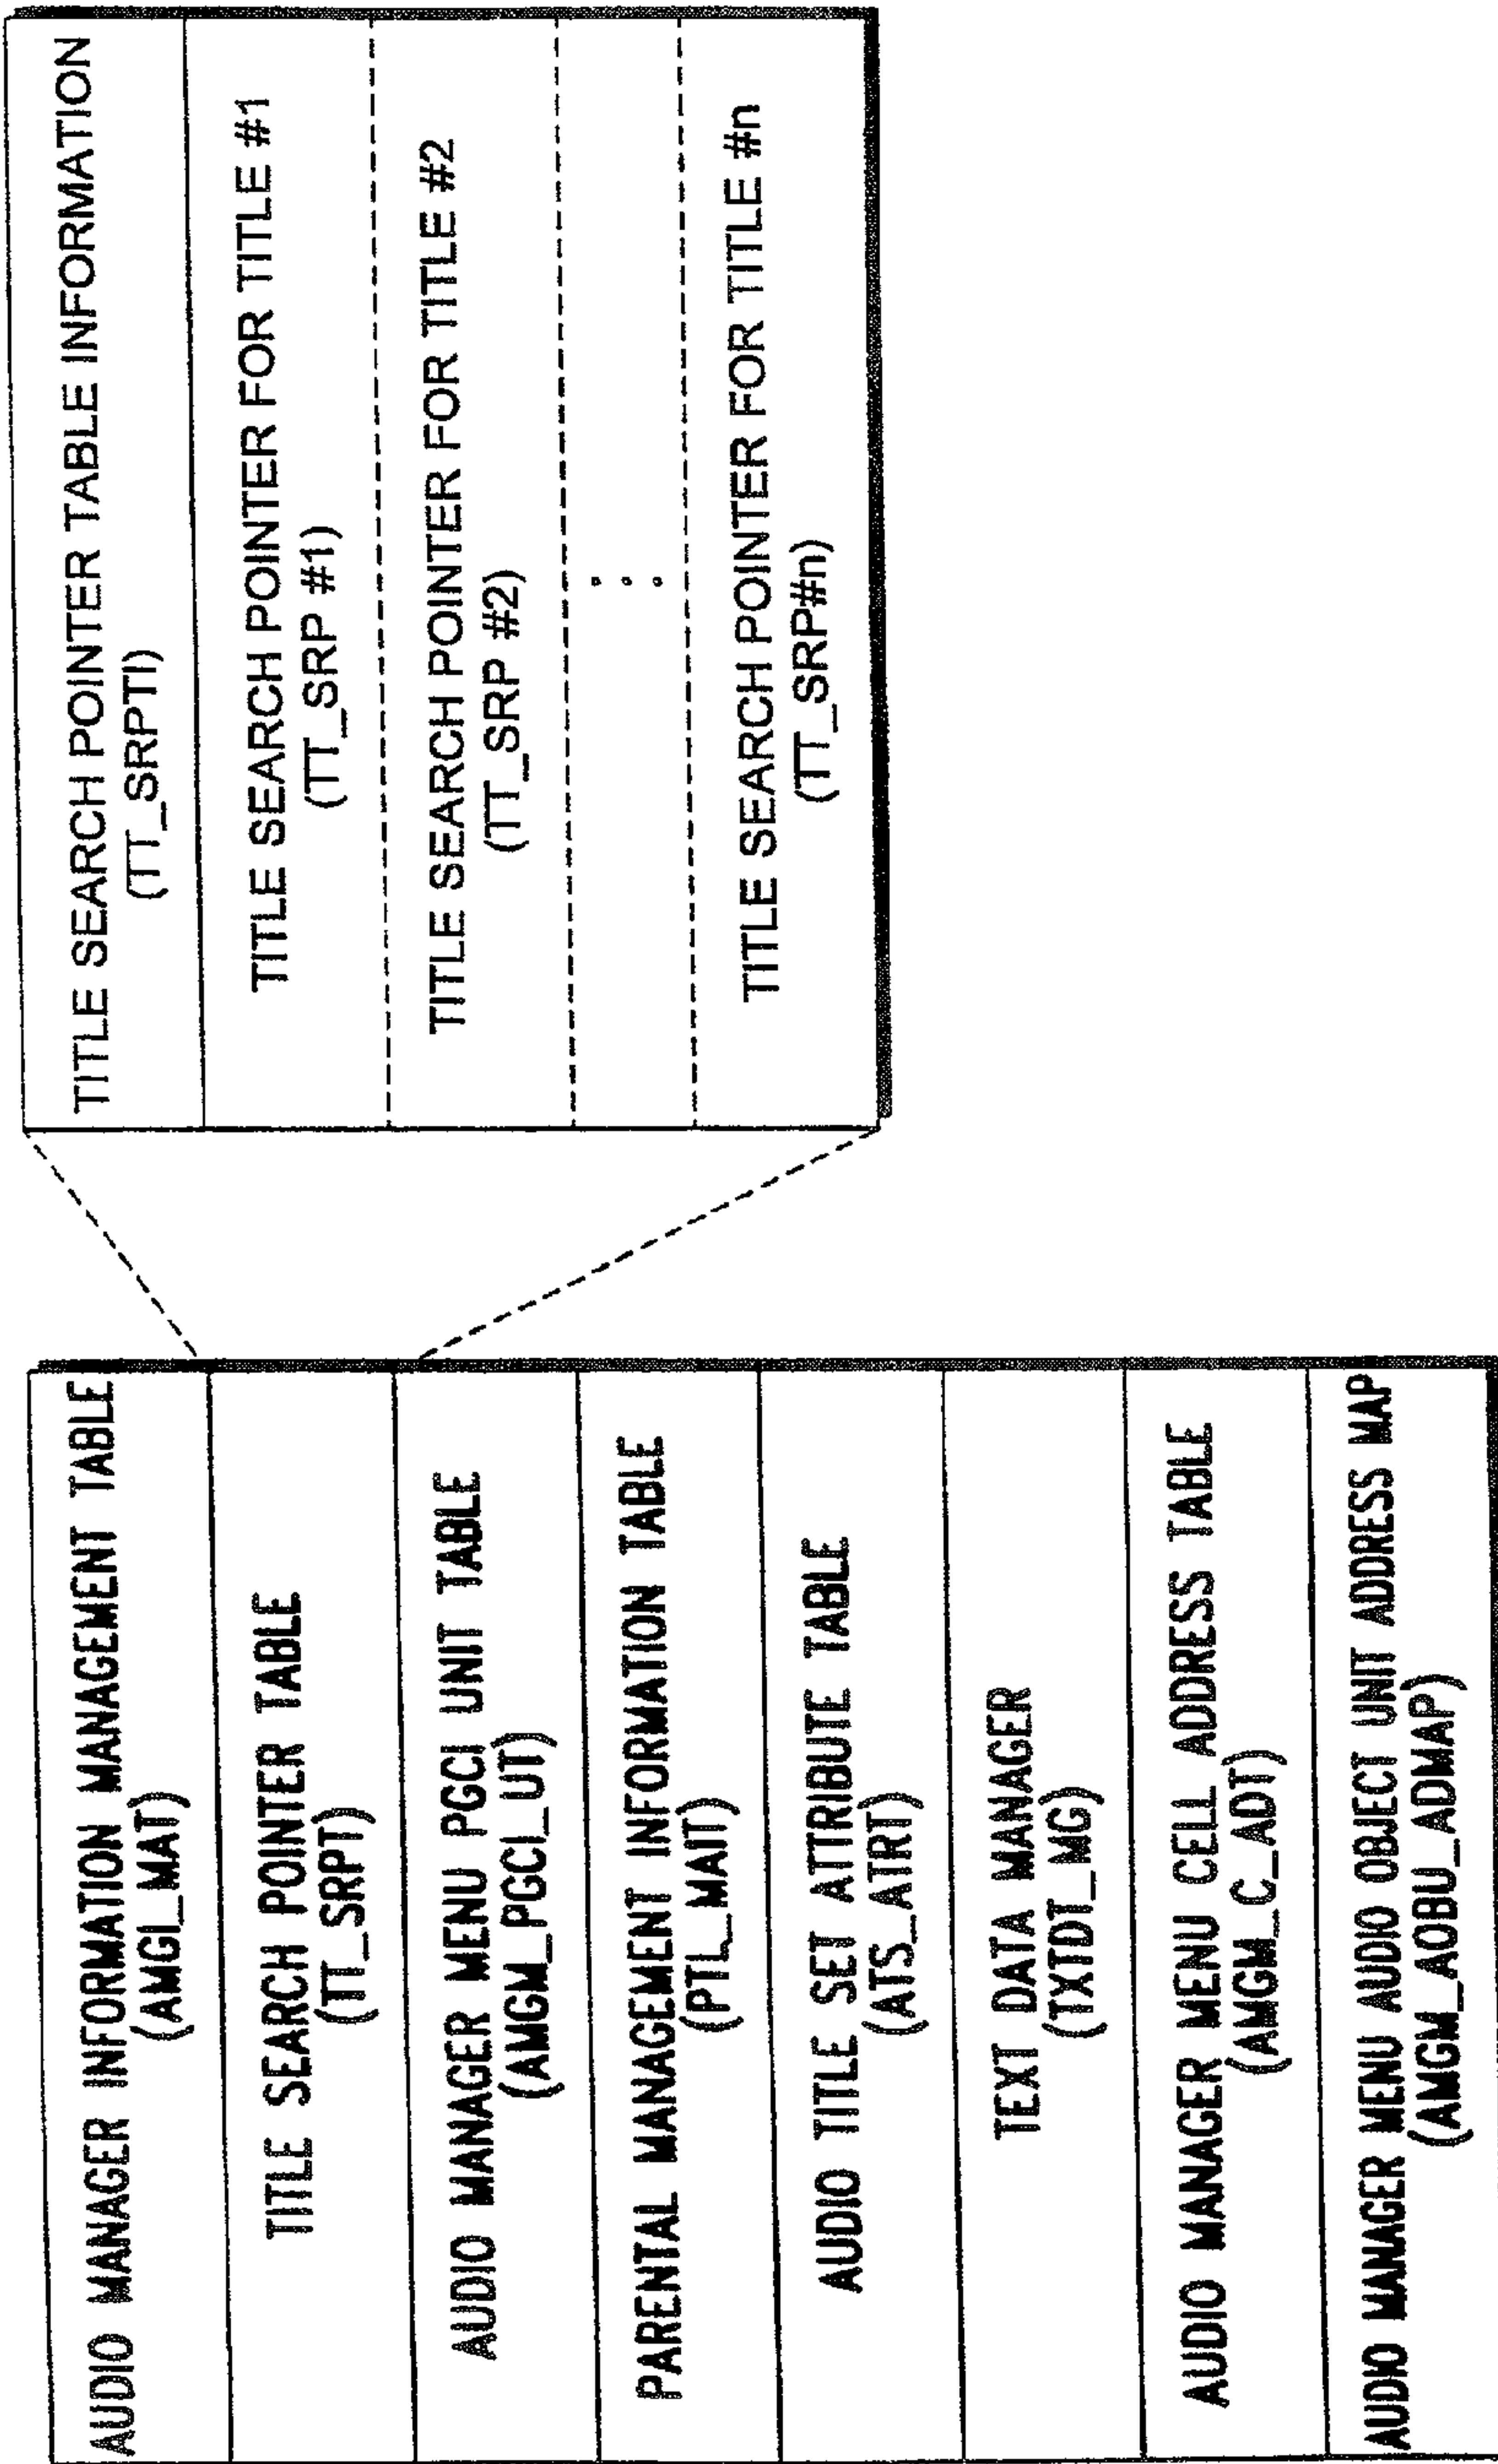 AUDIO MANAGER INFORMATION MANAGEMENT TABLE
(AMGI_MAT)
TITLE SEARCH POINTER TABLE
(TT_SRPT)
AUDIO MANAGER MENU PGCI UNIT TABLE
(AMGM_PGCI_UT)
PARENTAL MANAGEMENT INFORMATION TABLE
(PTL_MAIT)
AUDIO TITLE SET ATTRIBUTE TABLE
(ATS_ATRT)
TEXT DATA MANAGER
(TXTDT_MG)
AUDIO MANAGER MENU CELL ADDRESS TABLE
(AMGM_C_ADT)
AUDIO MANAGER MENU AUDIO OBJECT UNIT ADDRESS MAP
(AMGM_AOBU_ADMAP)
TITLE SEARCH POINTER TABLE INFORMATION
(TT_SRPTI)
TITLE SEARCH POINTER FOR TITLE #1
(TT_SRP #1)
TITLE SEARCH POINTER FOR TITLE #2
(TT_SRP #2)
. . .
TITLE SEARCH POINTER FOR TITLE #n
(TT_SRP#n)